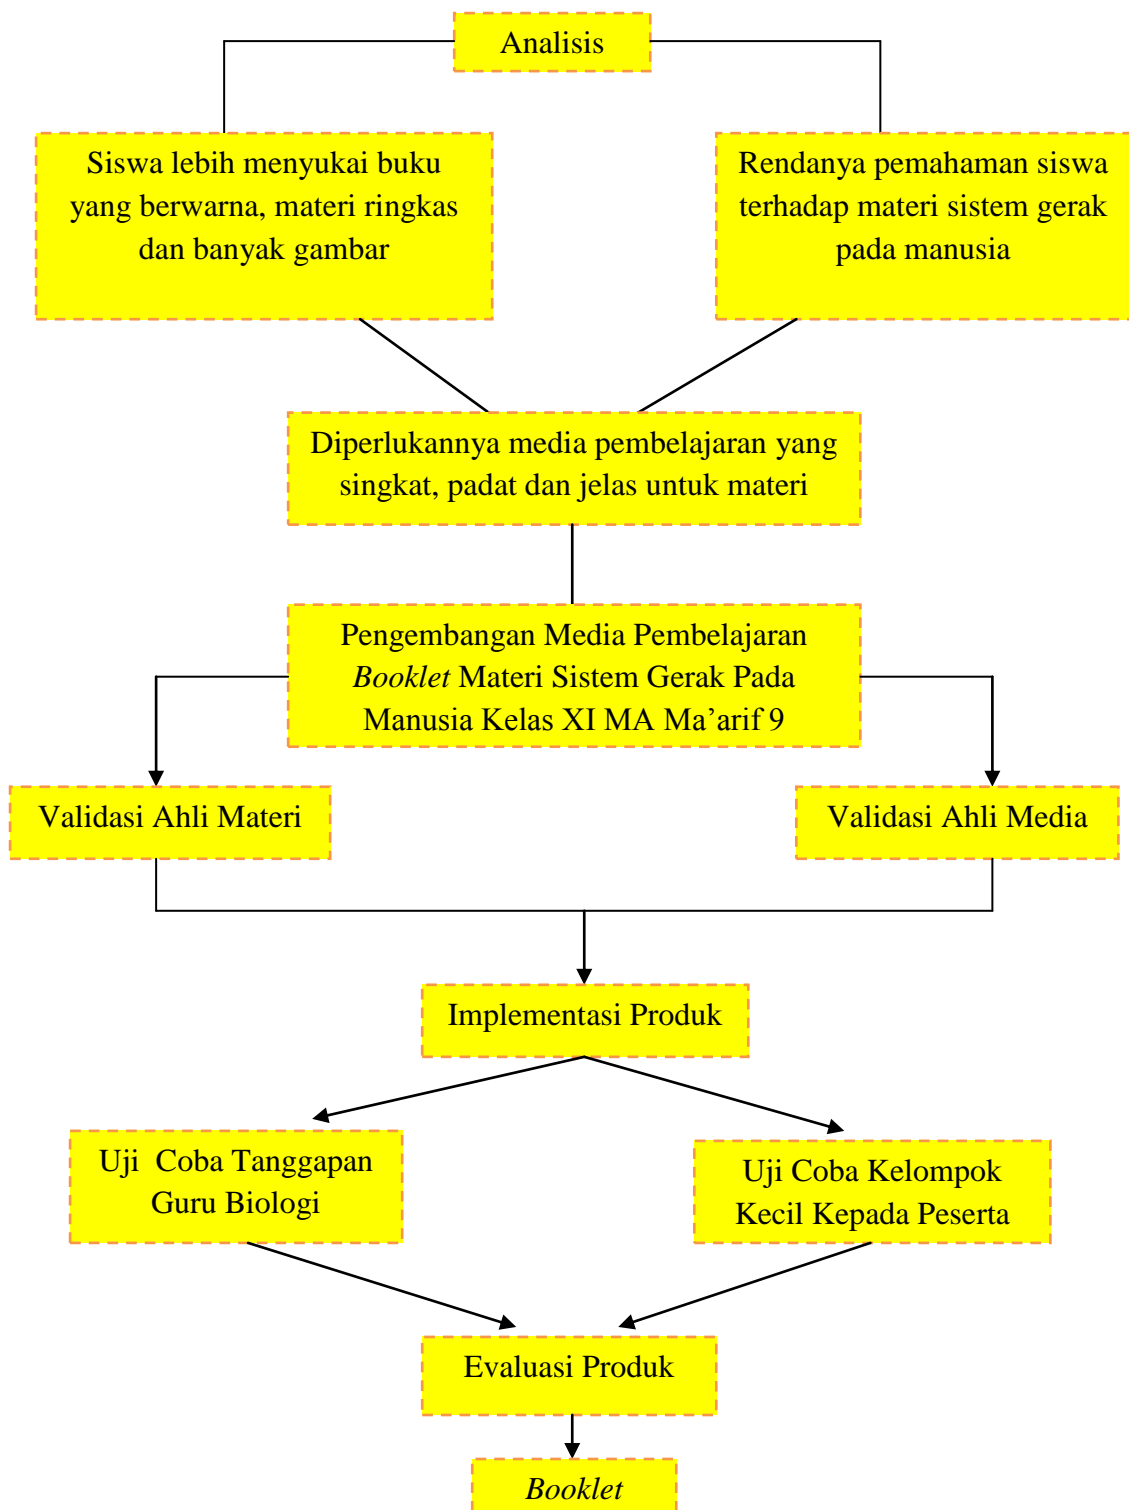 Analisis
Siswa lebih menyukai buku
yang berwarna, materi ringkas
dan banyak gambar
Rendanya pemahaman siswa
terhadap materi sistem gerak
pada manusia
Diperlukannya media pembelajaran yang
singkat, padat dan jelas untuk materi
Pengembangan Media Pembelajaran
Booklet Materi Sistem Gerak Pada
Manusia Kelas XI MA Ma’arif 9
Validasi Ahli Materi
Validasi Ahli Media
Implementasi Produk
Uji Coba Tanggapan
Guru Biologi
Uji Coba Kelompok
Kecil Kepada Peserta
Evaluasi Produk
Booklet